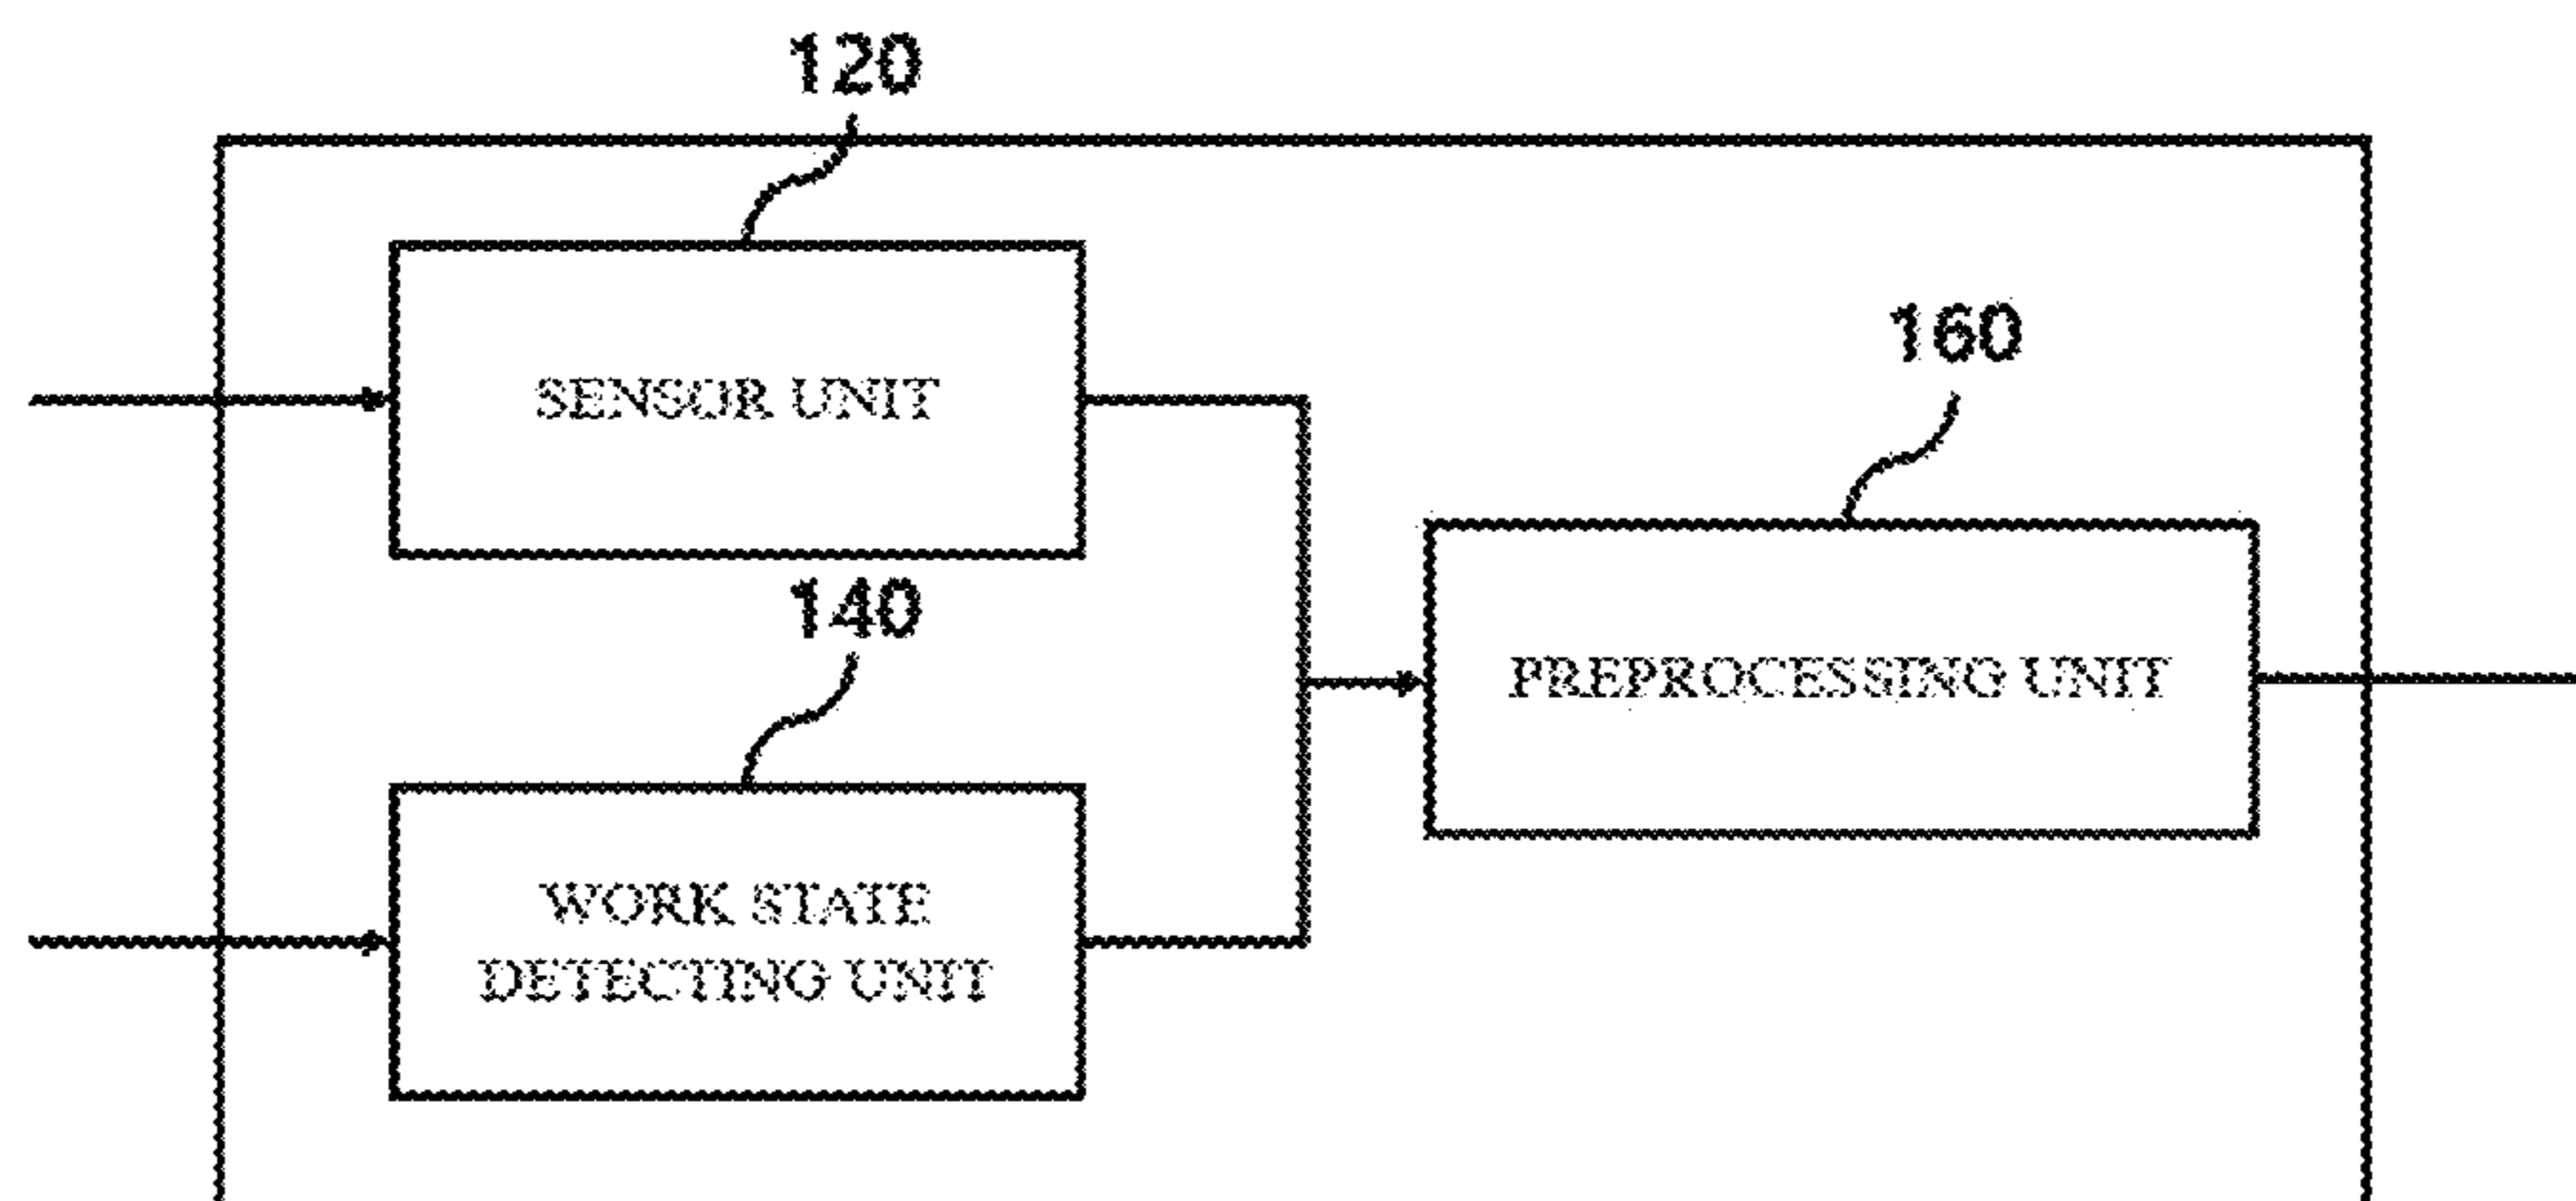 120
SENSOR UNIT
160
PREPROCESSING UNIT
140
WORK STATE
DETECTING UNIT